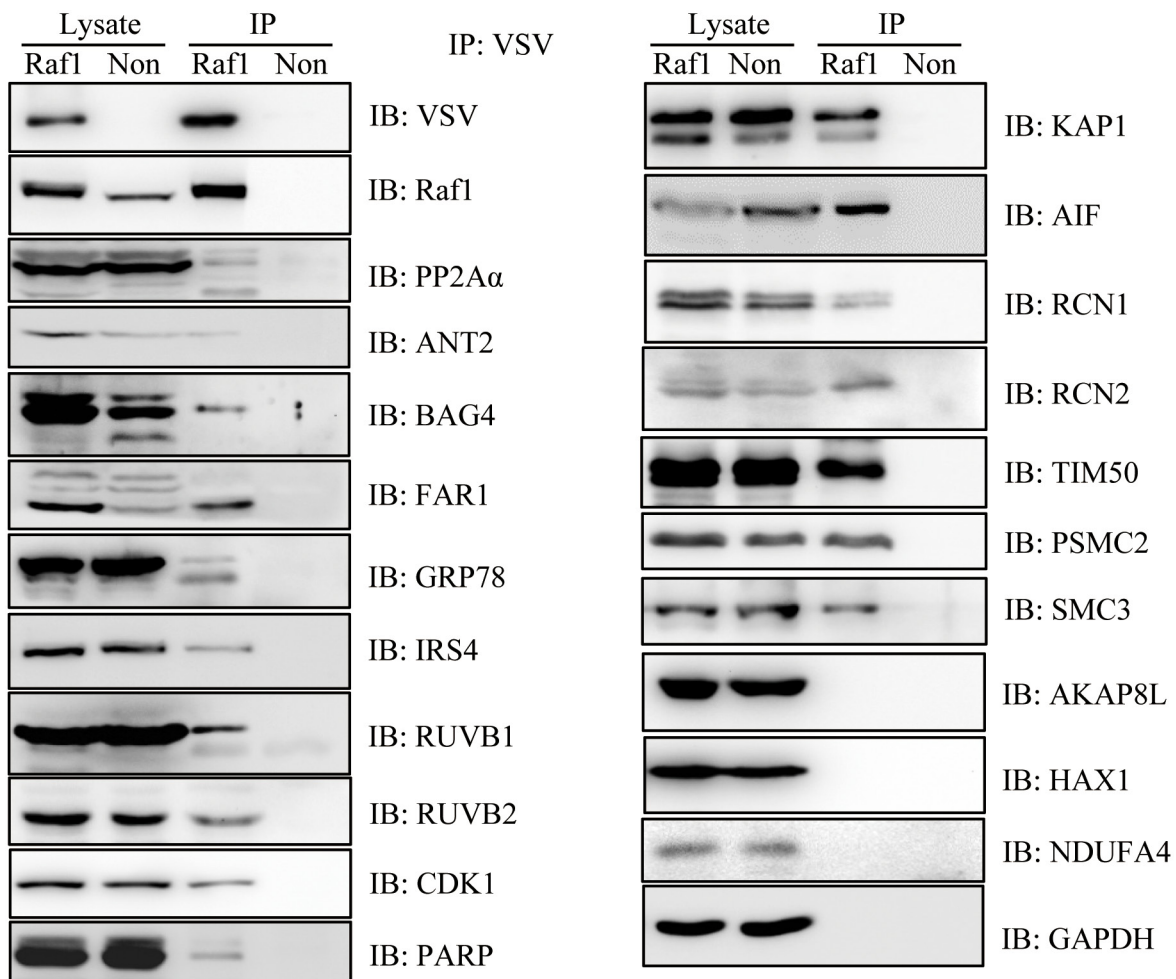 Lysate IP
Raf1 Non Raf1 Non
IP: VSV
IB: VSV
IB: Raf1
IB: PP2Aα
IB: ANT2
IB: BAG4
IB: FAR1
IB: GRP78
IB: IRS4
IB: RUVB1
IB: RUVB2
IB: CDK1
IB: PARP
Lysate IP
Raf1 Non Raf1 Non
IB: KAP1
IB: AIF
IB: RCN1
IB: RCN2
IB: TIM50
IB: PSMC2
IB: SMC3
IB: AKAP8L
IB: HAX1
IB: NDUFA4
IB: GAPDH